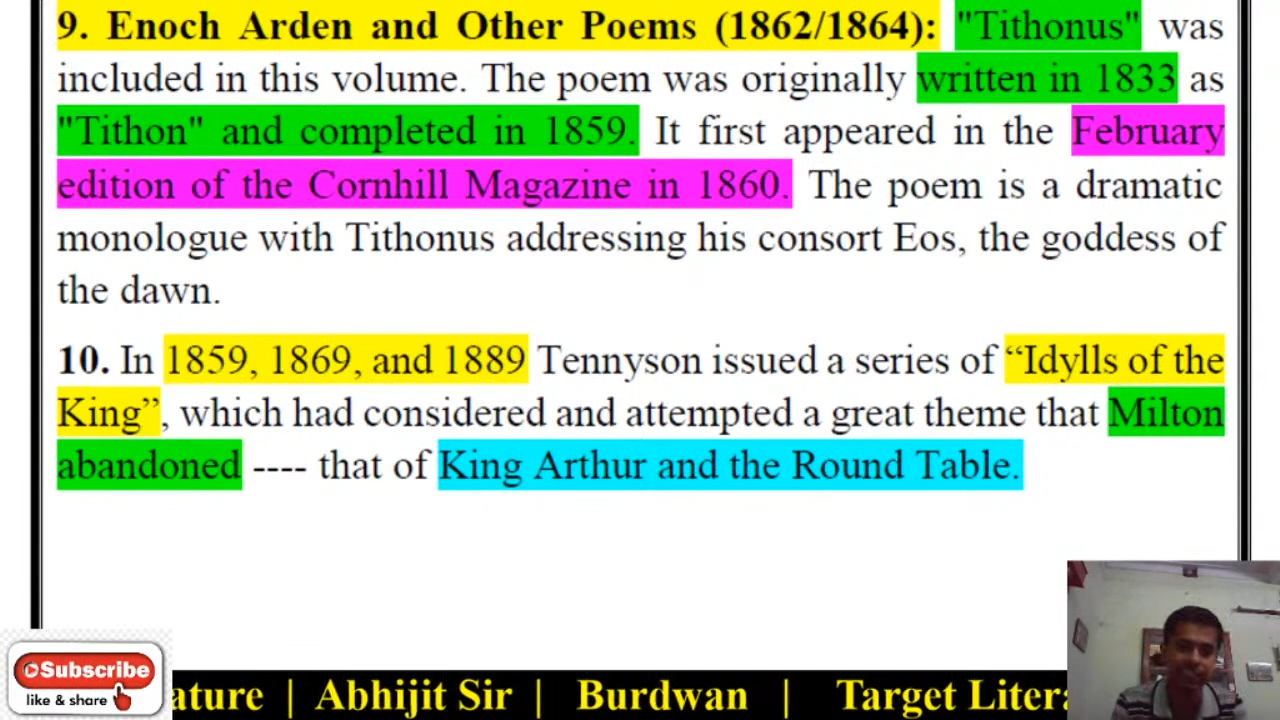 9. Enoch Arden and Other Poems (1862/1864): "Tithonus" was
included in this volume. The poem was originally written in 1833 as
"Tithon" and completed in 1859. It first appeared in the February
edition of the Cornhill Magazine in 1860. The poem is a dramatic
monologue with Tithonus addressing his consort Eos, the goddess of
the dawn.
10. In 1859, 1869, and 1889 Tennyson issued a series of “Idylls of the
King”, which had considered and attempted a great theme that Milton
abandoned ---- that of King Arthur and the Round Table.
Subscribe
like & share
ature | Abhijit Sir | Burdwan | Target Litera